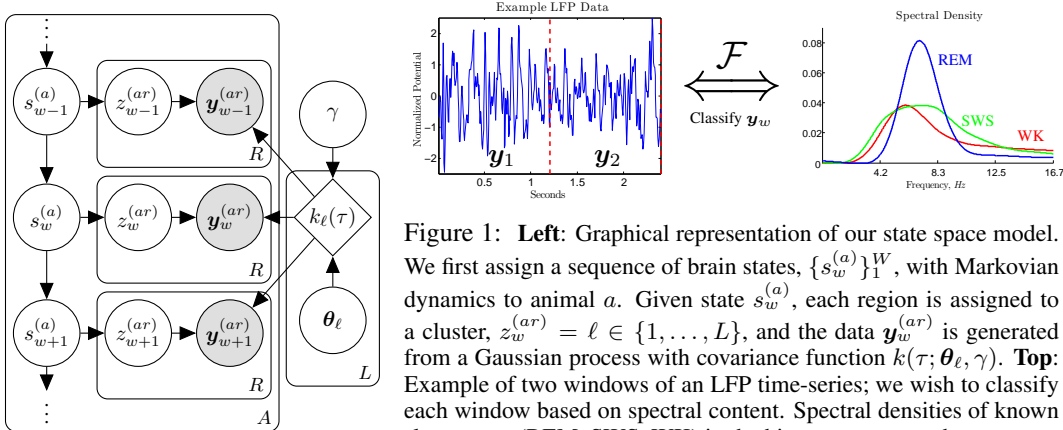 ⋮
s_{w-1}^{(a)} z_{w-1}^{(ar)} y_{w-1}^{(ar)}
R
γ
s_w^{(a)} z_w^{(ar)} y_w^{(ar)}
k_ℓ(τ)
R
s_{w+1}^{(a)} z_{w+1}^{(ar)} y_{w+1}^{(ar)}
θ_ℓ
R
L
⋮
A
Example LFP Data
Normalized Potential
2
1
0
−1
−2
y_1 y_2
0.5 1 1.5 2
Seconds
ℱ
⟺
Classify y_w
Spectral Density
0.08
0.04
0
REM
SWS
WK
4.2 8.3 12.5 16.7
Frequency, Hz
Figure 1: Left: Graphical representation of our state space model.
We first assign a sequence of brain states, {s_w^{(a)}}_1^W, with Markovian
dynamics to animal a. Given state s_w^{(a)}, each region is assigned to
a cluster, z_w^{(ar)} = ℓ ∈ {1, . . . , L}, and the data y_w^{(ar)} is generated
from a Gaussian process with covariance function k(τ; θ_ℓ, γ). Top:
Example of two windows of an LFP time-series; we wish to classify
each window based on spectral content. Spectral densities of known